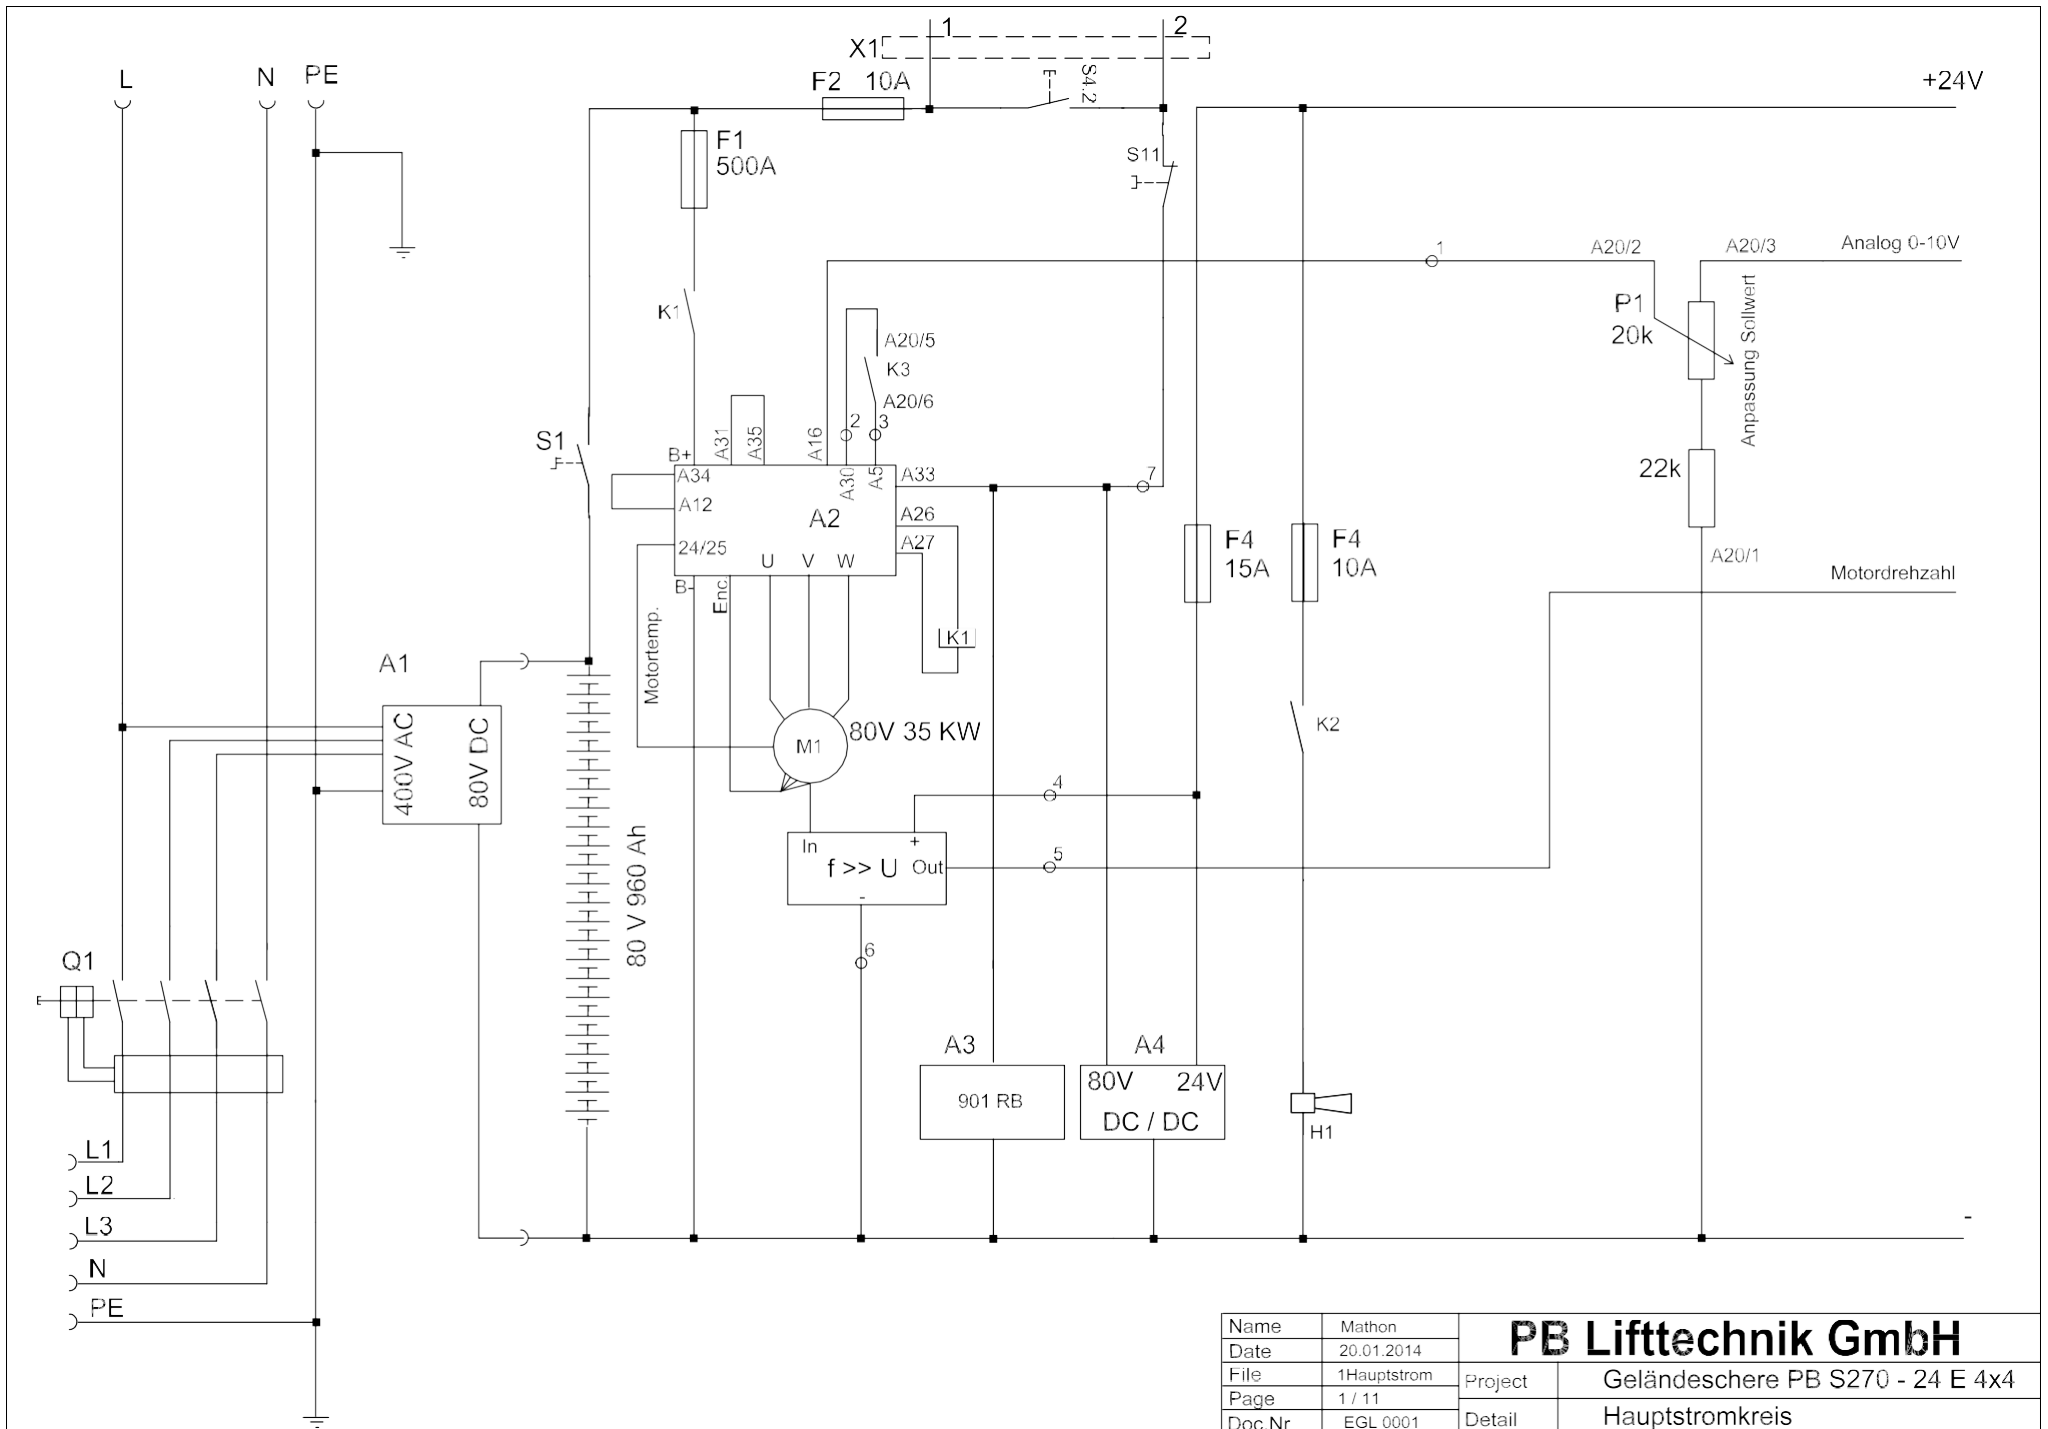 L
N
PE
X1
1
2
F2 10A
S4.2
+24V
F1
500A
S11
K1
1
A20/2
A20/3
Analog 0-10V
P1
20k
Anpassung Sollwert
A20/5
K3
A20/6
2
3
S1
B+
A31
A35
A16
A30
A5
A34
A12
A33
A26
A27
7
A2
24/25
U V W
B-
Enc.
Motortemp.
K1
F4
15A
F4
10A
22k
A20/1
Motordrehzahl
A1
400V AC
80V DC
M1
80V 35 KW
K2
4
5
6
In
+
f >> U
Out
-
80 V 960 Ah
Q1
A3
901 RB
A4
80V
24V
DC / DC
H1
L1
L2
L3
N
PE
-
Name Mathon
Date 20.01.2014
File 1Hauptstrom
Page 1 / 11
Doc.Nr EGL 0001
PB Lifttechnik GmbH
Project Geländeschere PB S270 - 24 E 4x4
Detail Hauptstromkreis